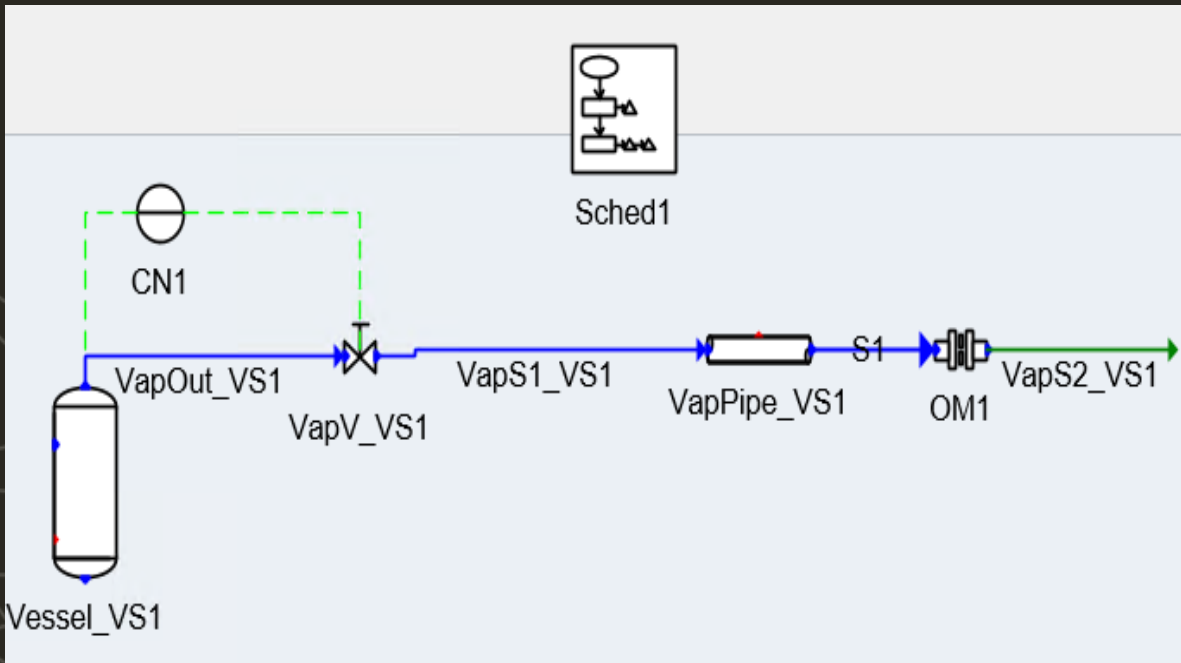 Sched1
CN1
VapOut_VS1
VapV_VS1
VapS1_VS1
VapPipe_VS1
S1
OM1
VapS2_VS1
Vessel_VS1